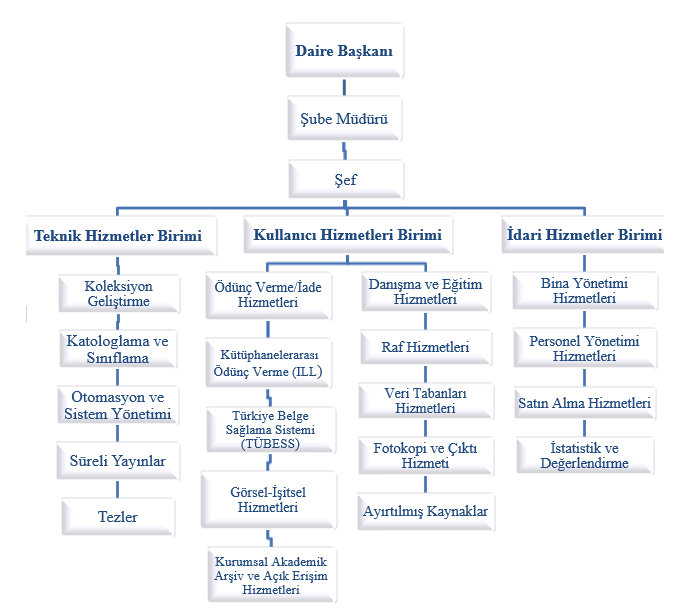 Daire Başkanı
Şube Müdürü
Şef
Teknik Hizmetler Birimi
Koleksiyon
Geliştirme
Katologlama ve
Sınıflama
Otomasyon ve
Sistem Yönetimi
Süreli Yayınlar
Tezler
Kullanıcı Hizmetleri Birimi
Ödünç Verme/İade
Hizmetleri
Kütüphanelerarası
Ödünç Verme (ILL)
Türkiye Belge
Sağlama Sistemi
(TÜBESS)
Görsel-İşitsel
Hizmetleri
Kurumsal Akademik
Arşiv ve Açık Erişim
Hizmetleri
Danışma ve Eğitim
Hizmetleri
Raf Hizmetleri
Veri Tabanları
Hizmetleri
Fotokopi ve Çıktı
Hizmeti
Ayırtılmış Kaynaklar
İdari Hizmetler Birimi
Bina Yönetimi
Hizmetleri
Personel Yönetimi
Hizmetleri
Satın Alma Hizmetleri
İstatistik ve
Değerlendirme